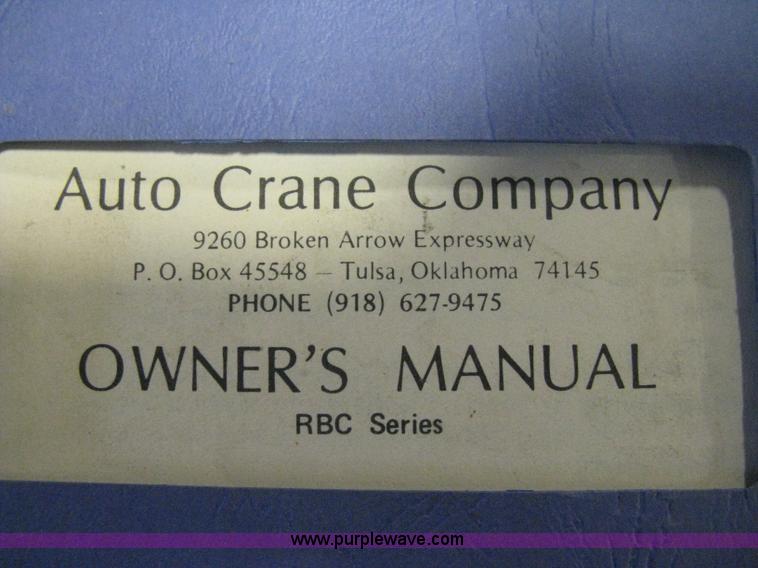 Auto Crane Company
9260 Broken Arrow Expressway
P. O. Box 45548 — Tulsa, Oklahoma 74145
PHONE (918) 627-9475
OWNER'S MANUAL
RBC Series
www.purplewave.com